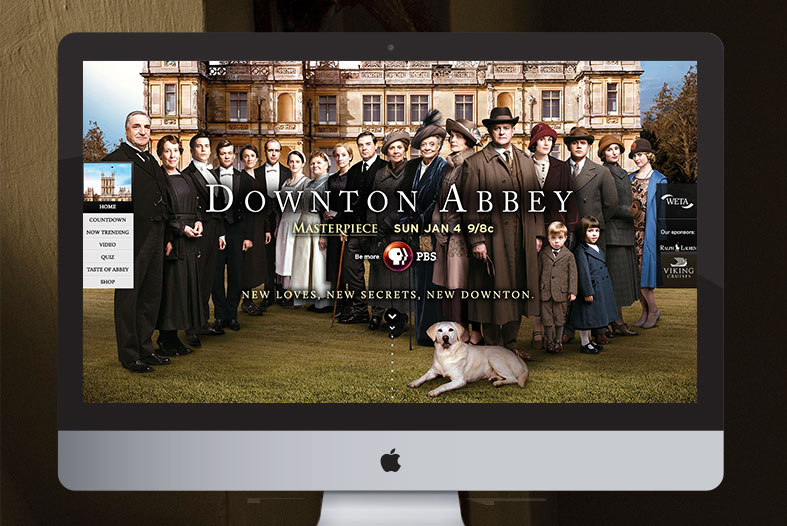 DOWNTON ABBEY
MASTERPIECE SUN JAN 4 9/8c
Be more PBS
NEW LOVES, NEW SECRETS, NEW DOWNTON.
HOME
COUNTDOWN
NOW TRENDING
VIDEO
QUIZ
TASTE OF ABBEY
SHOP
WETA
Our sponsors:
RALPH LAUREN
VIKING
CRUISES